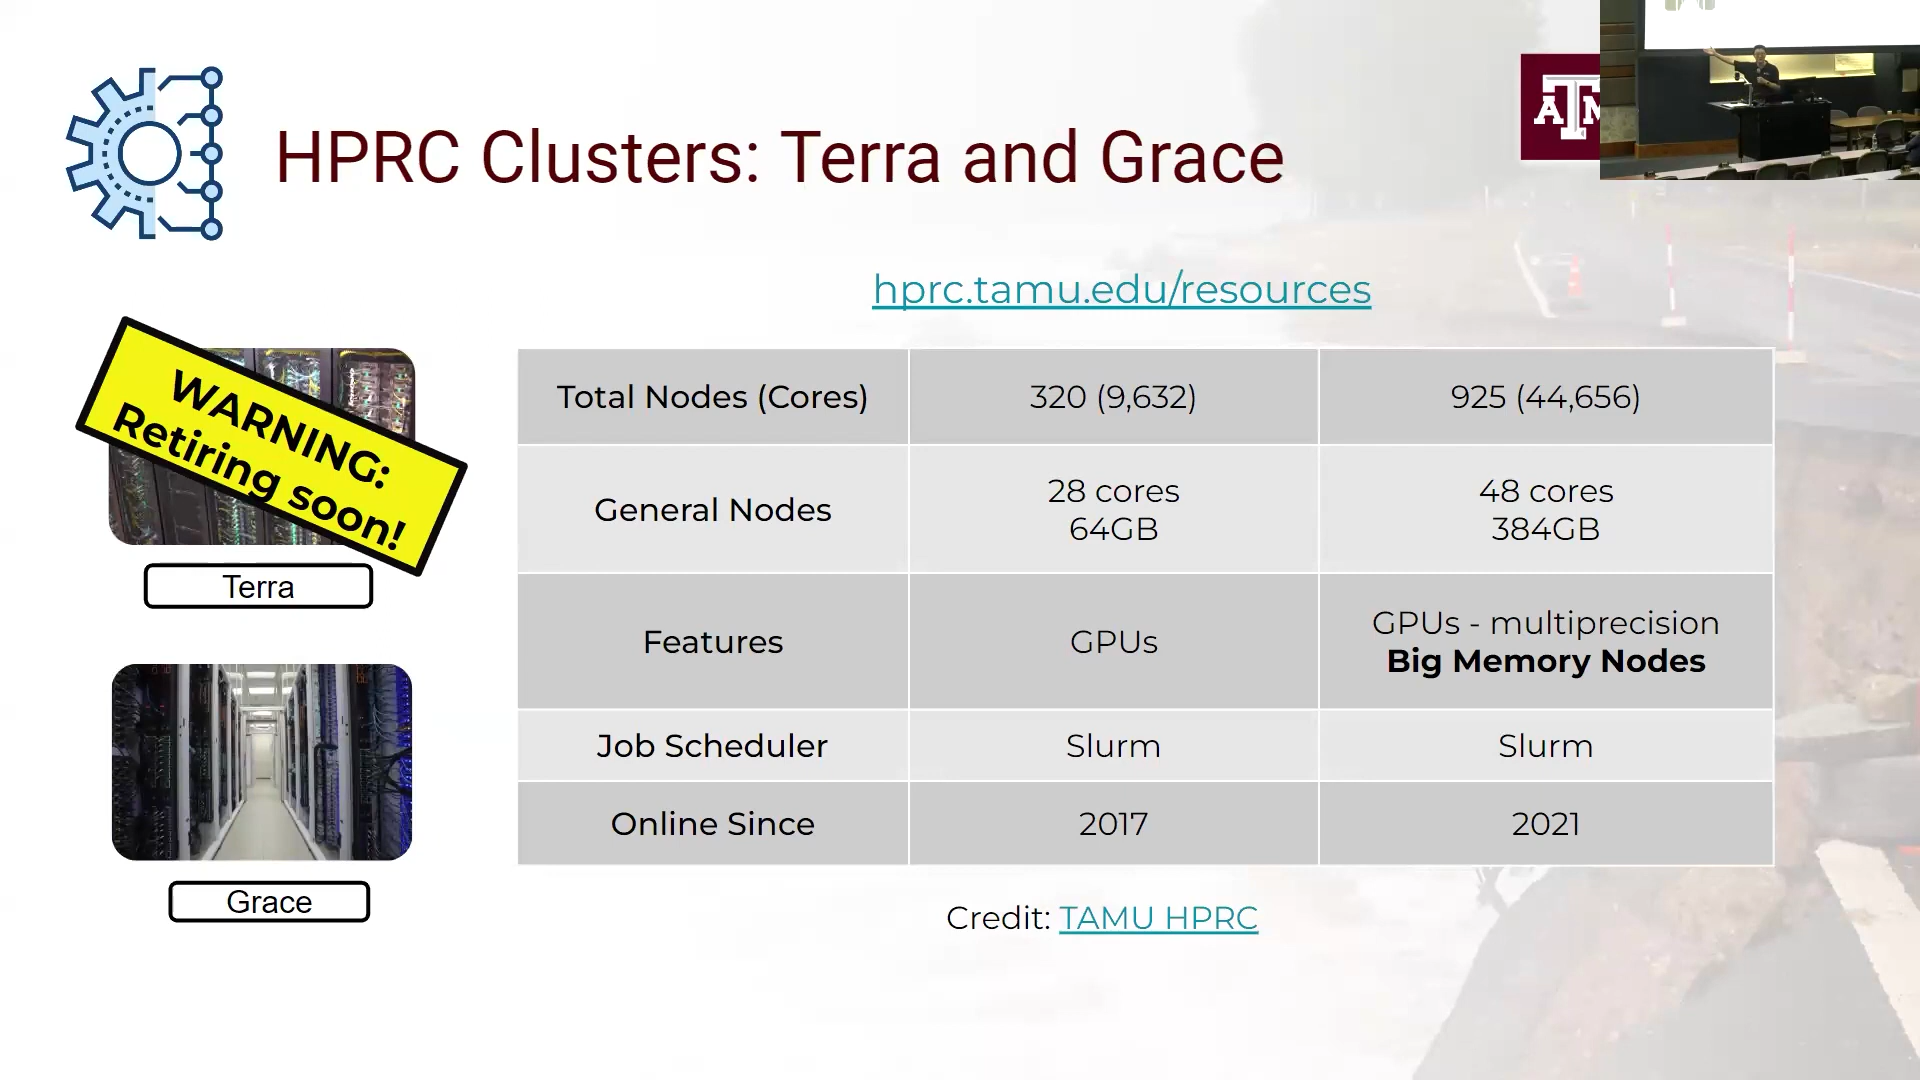 HPRC Clusters: Terra and Grace
ATM
hprc.tamu.edu/resources
WARNING:
Retiring soon!
Terra
Grace
Total Nodes (Cores) 320 (9,632) 925 (44,656)
General Nodes 28 cores 64GB 48 cores 384GB
Features GPUs GPUs - multiprecision Big Memory Nodes
Job Scheduler Slurm Slurm
Online Since 2017 2021
Credit: TAMU HPRC